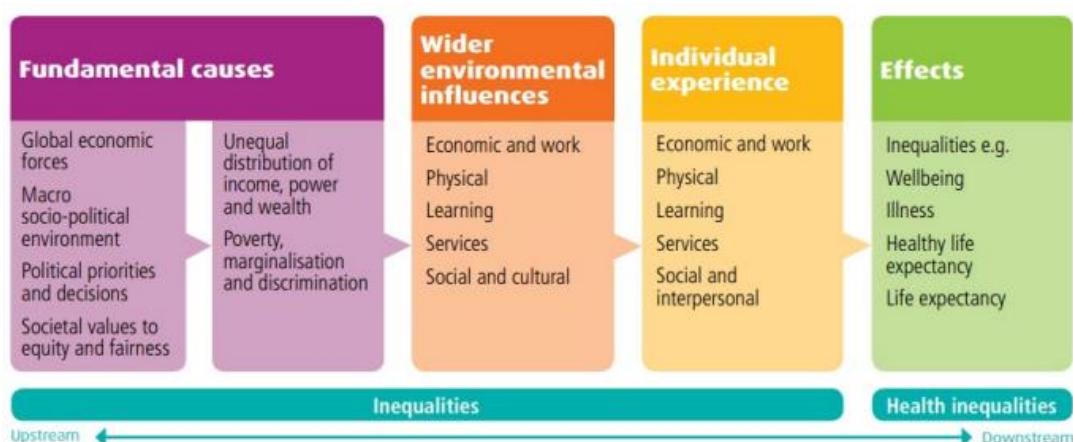 Fundamental causes
Global economic
forces
Macro
socio-political
environment
Political priorities
and decisions
Societal values to
equity and fairness
Unequal
distribution of
income, power
and wealth
Poverty,
marginalisation
and discrimination
Wider
environmental
influences
Economic and work
Physical
Learning
Services
Social and cultural
Individual
experience
Economic and work
Physical
Learning
Services
Social and
interpersonal
Effects
Inequalities e.g.
Wellbeing
Illness
Healthy life
expectancy
Life expectancy
Inequalities
Health inequalities
Upstream
Downstream